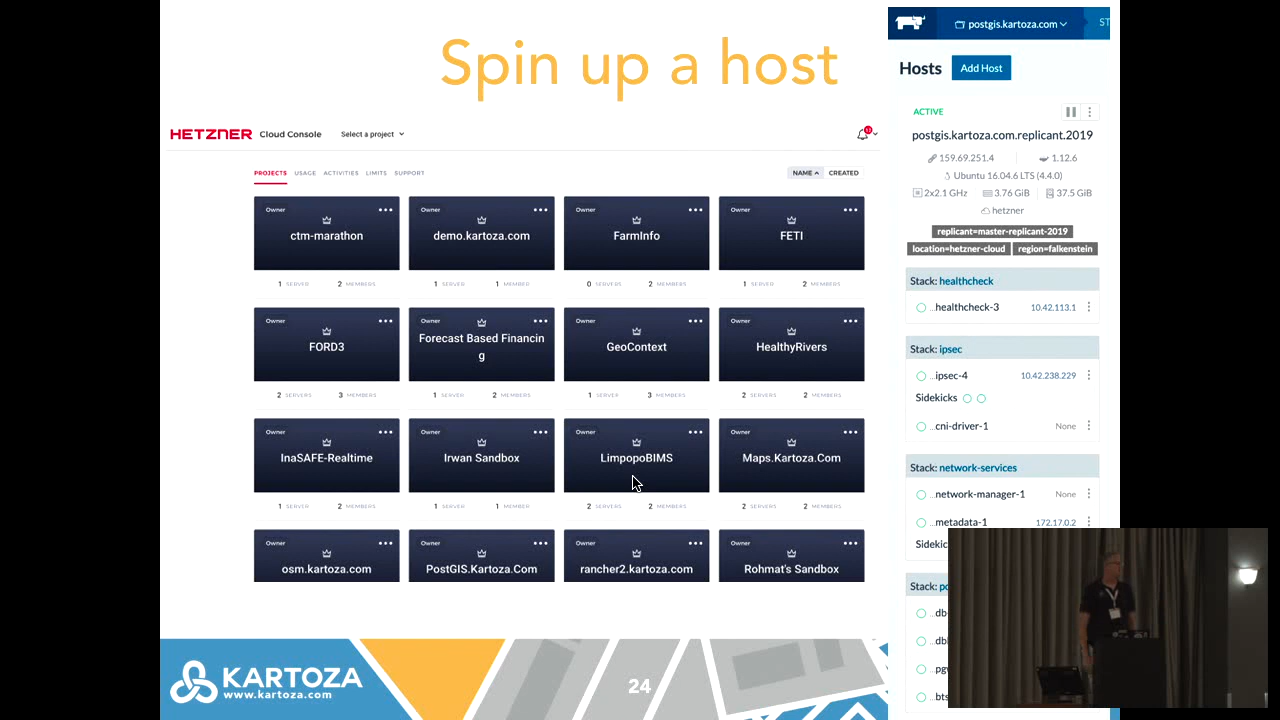 Spin up a host
HETZNER Cloud Console Select a project
PROJECTS USAGE ACTIVITIES LIMITS SUPPORT NAME CREATED
Owner Owner Owner Owner
ctm-marathon demo.kartoza.com FarmInfo FETI
1 SERVER 2 MEMBERS 1 SERVER 1 MEMBER 0 SERVERS 2 MEMBERS 1 SERVER 2 MEMBERS
Owner Owner Owner Owner
FORD3 Forecast Based Financin GeoContext HealthyRivers
g
2 SERVERS 3 MEMBERS 1 SERVER 2 MEMBERS 1 SERVER 3 MEMBERS 2 SERVERS 2 MEMBERS
Owner Owner Owner Owner
InaSAFE-Realtime Irwan Sandbox LimpopoBIMS Maps.Kartoza.Com
1 SERVER 2 MEMBERS 1 SERVER 1 MEMBER 2 SERVERS 2 MEMBERS 2 SERVERS 2 MEMBERS
Owner Owner Owner Owner
osm.kartoza.com PostGIS.Kartoza.Com rancher2.kartoza.com Rohmat's Sandbox
KARTOZA
www.kartoza.com
24
postgis.kartoza.com ST
Hosts Add Host
ACTIVE
postgis.kartoza.com.replicant.2019
159.69.251.4 1.12.6
Ubuntu 16.04.6 LTS (4.4.0)
2x2.1 GHz 3.76 GiB 37.5 GiB
hetzner
replicant=master-replicant-2019
location=hetzner-cloud region=falkenstein
Stack: healthcheck
...healthcheck-3 10.42.113.1
Stack: ipsec
...ipsec-4 10.42.238.229
Sidekicks
...cni-driver-1 None
Stack: network-services
...network-manager-1 None
...metadata-1 172.17.0.2
Sidekic
Stack:
...db
...db
...pg
...bts